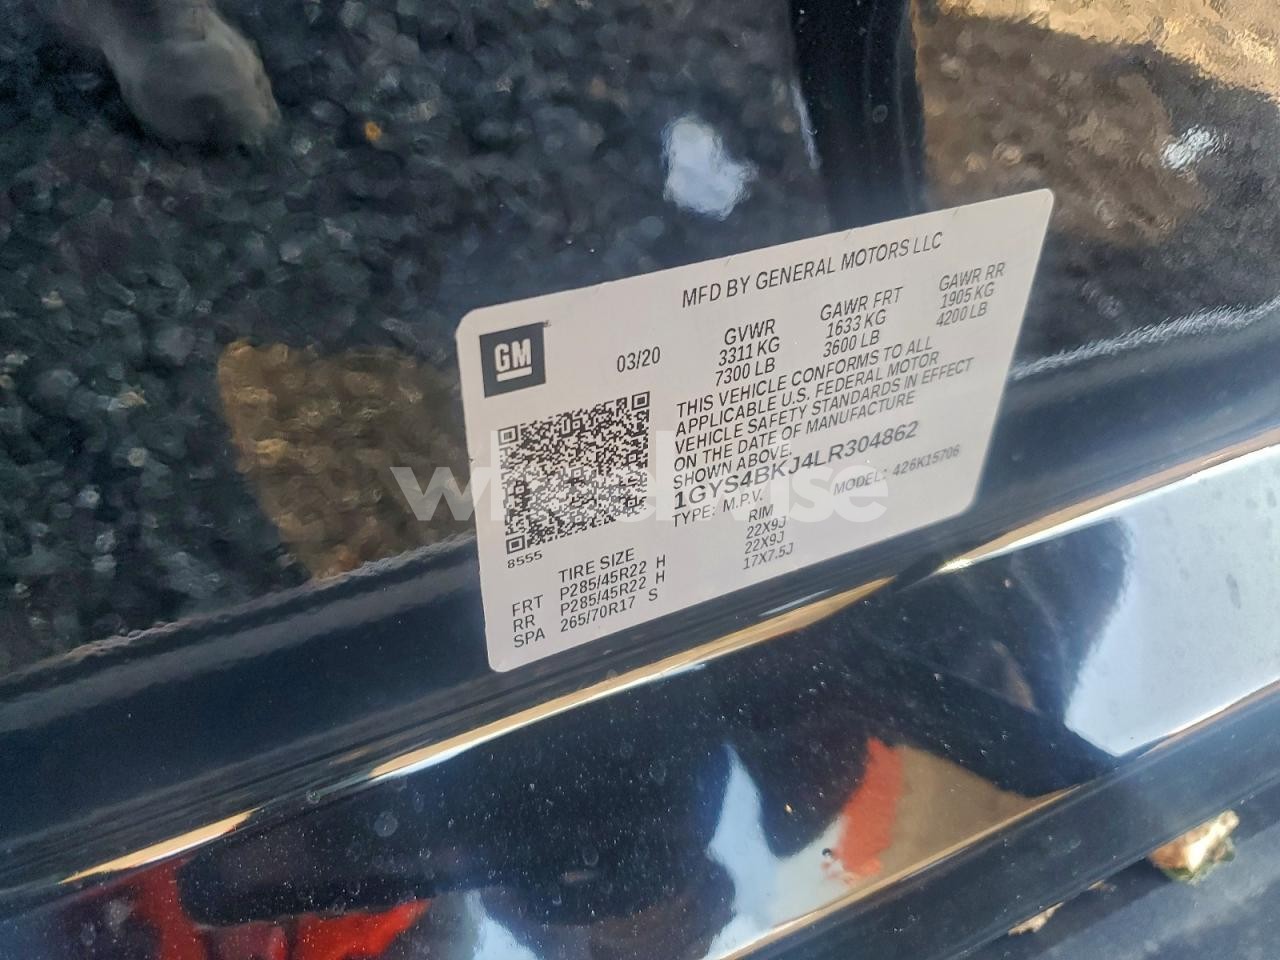 MFD BY GENERAL MOTORS LLC
GM
03/20
GVWR GAWR FRT GAWR RR
3311 KG 1633 KG 1905 KG
7300 LB 3600 LB 4200 LB
THIS VEHICLE CONFORMS TO ALL
APPLICABLE U.S. FEDERAL MOTOR
VEHICLE SAFETY STANDARDS IN EFFECT
ON THE DATE OF MANUFACTURE
SHOWN ABOVE.
1GYS4BKJ4LR304862
TYPE: M.P.V. MODEL: 426K15706
8555
TIRE SIZE RIM
FRT P285/45R22 H 22X9J
RR P285/45R22 H 22X9J
SPA 265/70R17 S 17X7.5J
wheelwise